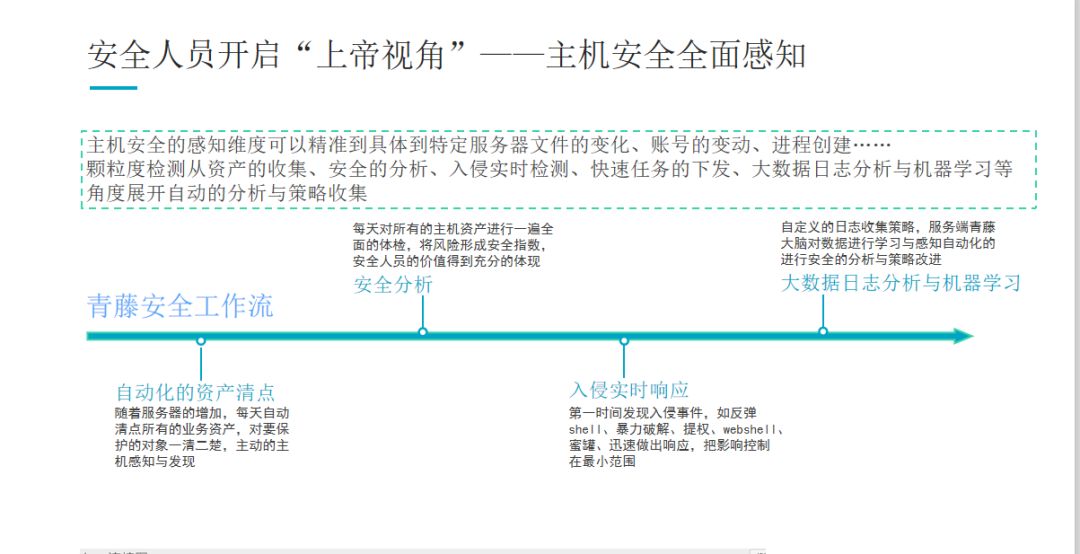 安全人员开启“上帝视角”——主机安全全面感知
主机安全的感知维度可以精准到具体到特定服务器文件的变化、账号的变动、进程创建……
颗粒度检测从资产的收集、安全的分析、入侵实时检测、快速任务的下发、大数据日志分析与机器学习等
角度展开自动的分析与策略收集
每天对所有的主机资产进行一遍全
面的体检，将风险形成安全指数，
安全人员的价值得到充分的体现
安全分析
自定义的日志收集策略，服务端青藤
大脑对数据进行学习与感知自动化的
进行安全的分析与策略改进
大数据日志分析与机器学习
青藤安全工作流
自动化的资产清点
随着服务器的增加，每天自动
清点所有的业务资产，对要保
护的对象一清二楚，主动的主
机感知与发现
入侵实时响应
第一时间发现入侵事件，如反弹
shell、暴力破解、提权、webshell、
蜜罐、迅速做出响应，把影响控制
在最小范围